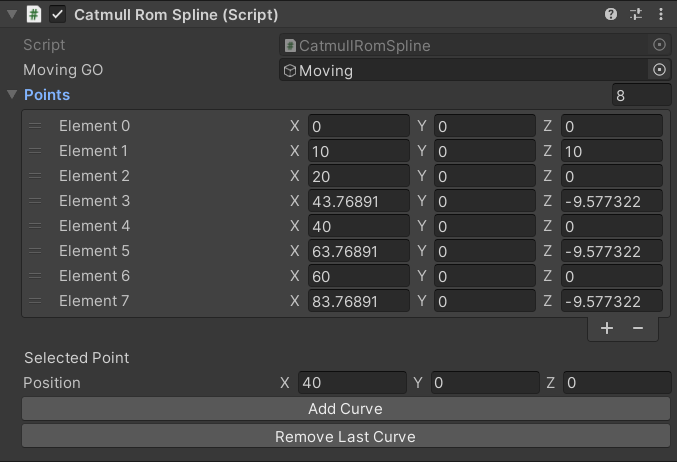 Catmull Rom Spline (Script)
Script CatmullRomSpline
Moving GO Moving
Points 8
Element 0 X 0 Y 0 Z 0
Element 1 X 10 Y 0 Z 10
Element 2 X 20 Y 0 Z 0
Element 3 X 43.76891 Y 0 Z -9.577322
Element 4 X 40 Y 0 Z 0
Element 5 X 63.76891 Y 0 Z -9.577322
Element 6 X 60 Y 0 Z 0
Element 7 X 83.76891 Y 0 Z -9.577322
Selected Point
Position X 40 Y 0 Z 0
Add Curve
Remove Last Curve